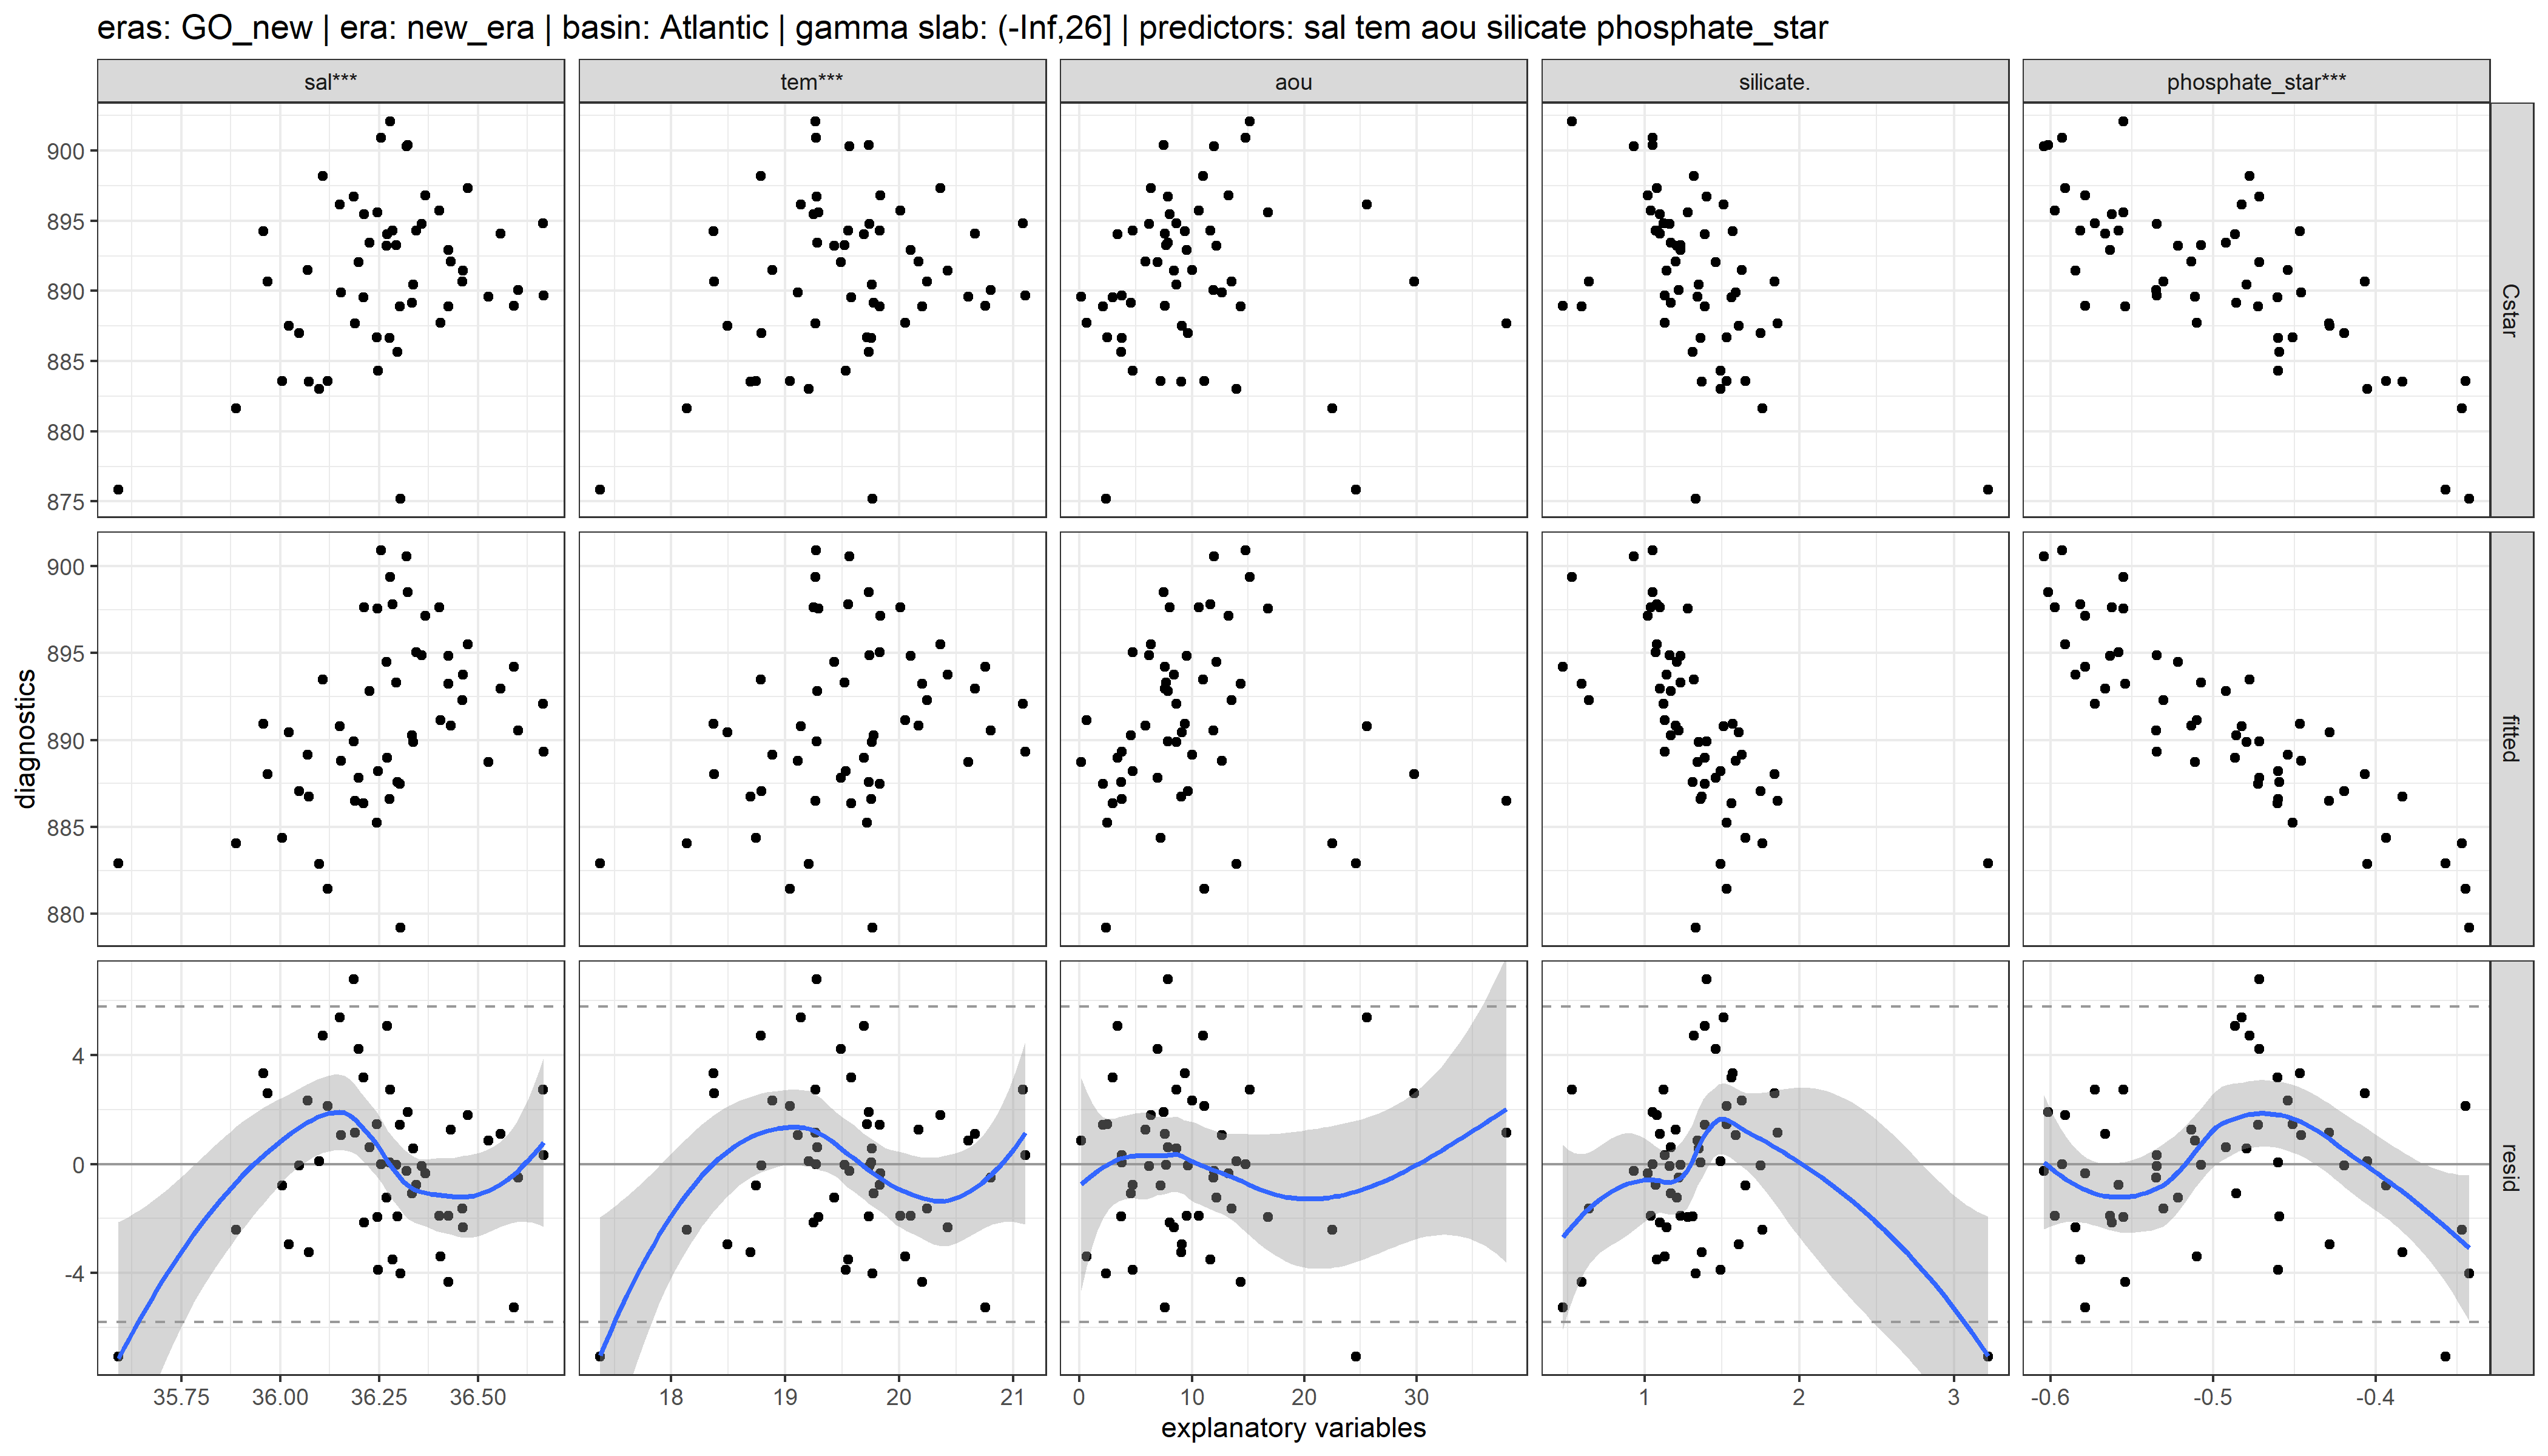 eras: GO_new | era: new_era | basin: Atlantic | gamma slab: (-Inf,26] | predictors: sal tem aou silicate phosphate_star
sal*** tem*** aou silicate. phosphate_star***
900
895
890
885
880
875
Cstar
900
895
890
885
880
fitted
diagnostics
4
0
-4
resid
35.75 36.00 36.25 36.50 18 19 20 21 0 10 20 30 1 2 3 -0.6 -0.5 -0.4
explanatory variables